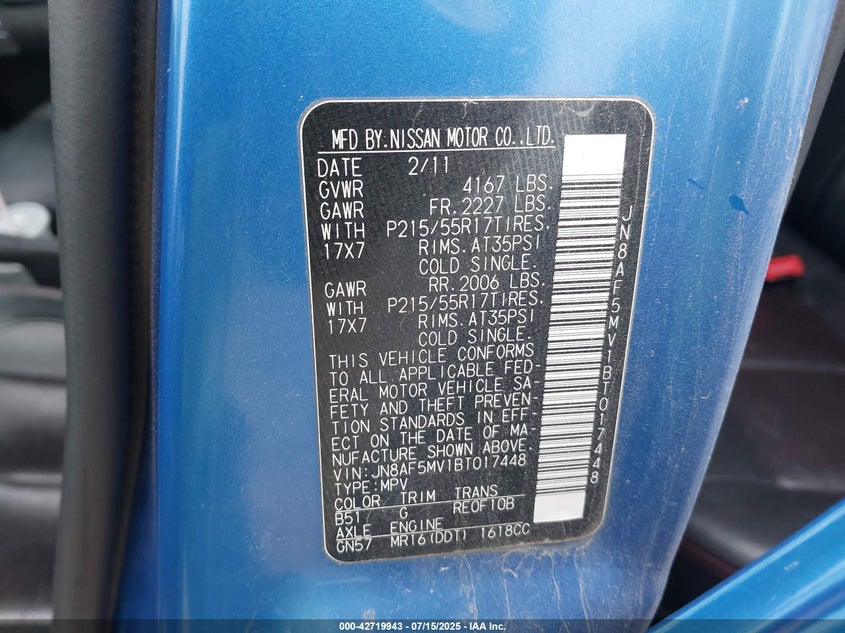 MFD BY.NISSAN MOTOR CO.,LTD.
DATE 2/11
GVWR 4167 LBS.
GAWR FR.2227 LBS.
WITH P215/55R17TIRES.
17X7 RIMS.AT35PSI
COLD SINGLE.
GAWR RR.2006 LBS.
WITH P215/55R17TIRES.
17X7 RIMS.AT35PSI
COLD SINGLE.
THIS VEHICLE CONFORMS
TO ALL APPLICABLE FED-
ERAL MOTOR VEHICLE SA-
FETY AND THEFT PREVEN-
TION STANDARDS IN EFF-
ECT ON THE DATE OF MA-
NUFACTURE SHOWN ABOVE.
VIN:JN8AF5MV1BT017448
TYPE:MPV
COLOR TRIM TRANS
B51 G RE0F10B
AXLE ENGINE
GN57 MR16(DDT) 1618CC
JN8AF5MV1BT017448
000-42719943 - 07/15/2025 - IAA Inc.